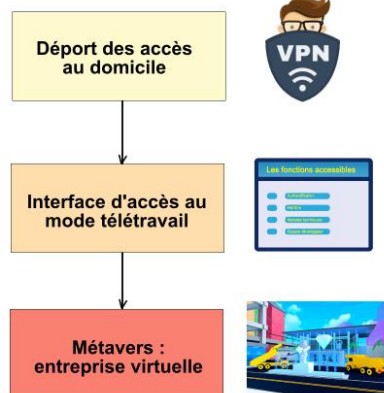 Déport des accès
au domicile
VPN
Interface d'accès au
mode télétravail
Les fonctions accessibles
Métavers :
entreprise virtuelle